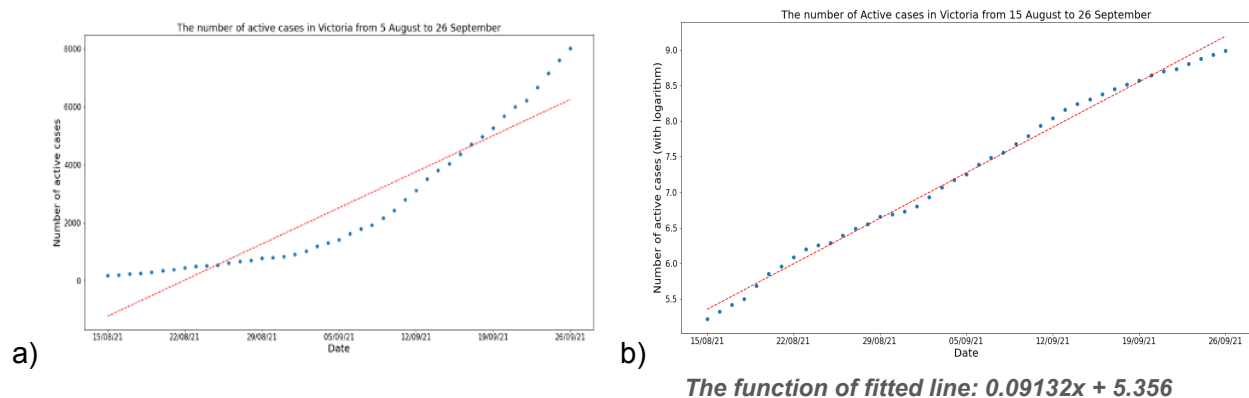 The number of active cases in Victoria from 5 August to 26 September
Number of active cases
8000
6000
4000
2000
0
15/08/21 22/08/21 29/08/21 05/09/21 12/09/21 19/09/21 26/09/21
Date
a)
The number of Active cases in Victoria from 15 August to 26 September
Number of active cases (with logarithm)
9.0
8.5
8.0
7.5
7.0
6.5
6.0
5.5
15/08/21 22/08/21 29/08/21 05/09/21 12/09/21 19/09/21 26/09/21
Date
b)
The function of fitted line: 0.09132x + 5.356